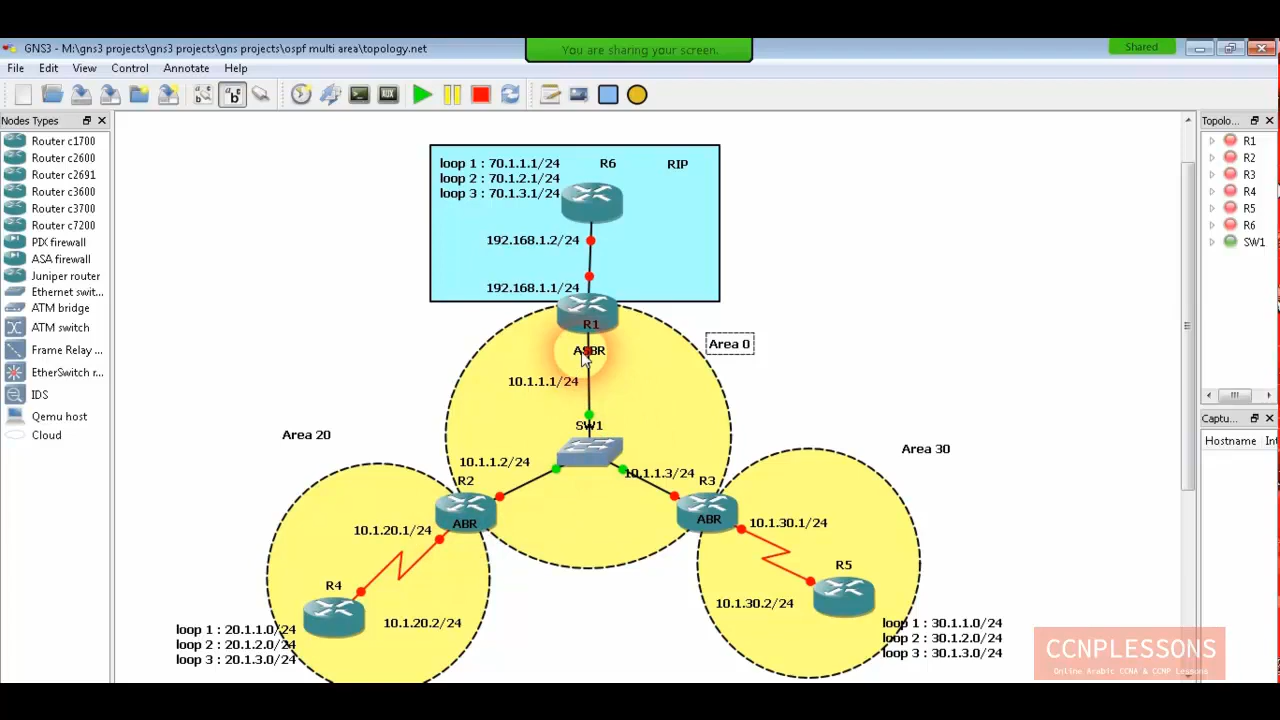 GNS3 - M:\gns3 projects\gns3 projects\gns projects\ospf multi area\topology.net
You are sharing your screen.
Shared
File Edit View Control Annotate Help
Nodes Types
Router c1700
Router c2600
Router c2691
Router c3600
Router c3700
Router c7200
PIX firewall
ASA firewall
Juniper router
Ethernet swit...
ATM bridge
ATM switch
Frame Relay ...
EtherSwitch r...
IDS
Qemu host
Cloud
loop 1 : 70.1.1.1/24
loop 2 : 70.1.2.1/24
loop 3 : 70.1.3.1/24
R6
RIP
192.168.1.2/24
192.168.1.1/24
R1
ASBR
Area 0
10.1.1.1/24
SW1
Area 20
Area 30
10.1.1.2/24
10.1.1.3/24
R2
ABR
R3
ABR
10.1.20.1/24
10.1.30.1/24
R4
R5
10.1.20.2/24
10.1.30.2/24
loop 1 : 20.1.1.0/24
loop 2 : 20.1.2.0/24
loop 3 : 20.1.3.0/24
loop 1 : 30.1.1.0/24
loop 2 : 30.1.2.0/24
loop 3 : 30.1.3.0/24
Topolo...
R1
R2
R3
R4
R5
R6
SW1
Captu...
Hostname Int
CCNPLESSONS
Online Arabic CCNA & CCNP Lessons